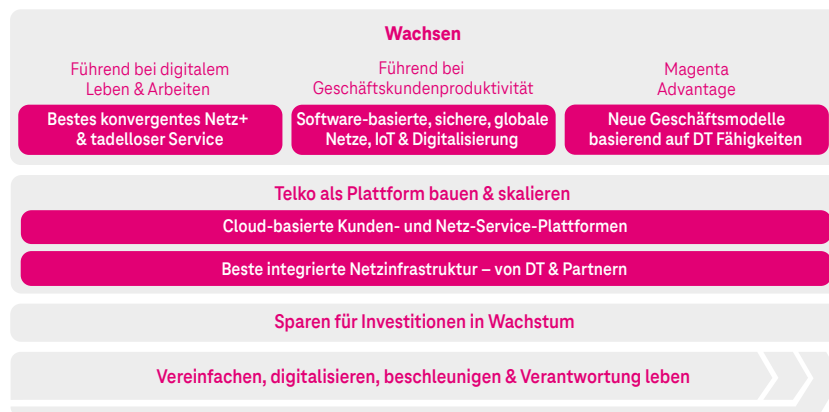 Wachsen
Führend bei digitalem
Leben & Arbeiten
Bestes konvergentes Netz+
& tadelloser Service
Führend bei
Geschäftskundenproduktivität
Software-basierte, sichere, globale
Netze, IoT & Digitalisierung
Magenta
Advantage
Neue Geschäftsmodelle
basierend auf DT Fähigkeiten
Telko als Plattform bauen & skalieren
Cloud-basierte Kunden- und Netz-Service-Plattformen
Beste integrierte Netzinfrastruktur – von DT & Partnern
Sparen für Investitionen in Wachstum
Vereinfachen, digitalisieren, beschleunigen & Verantwortung leben